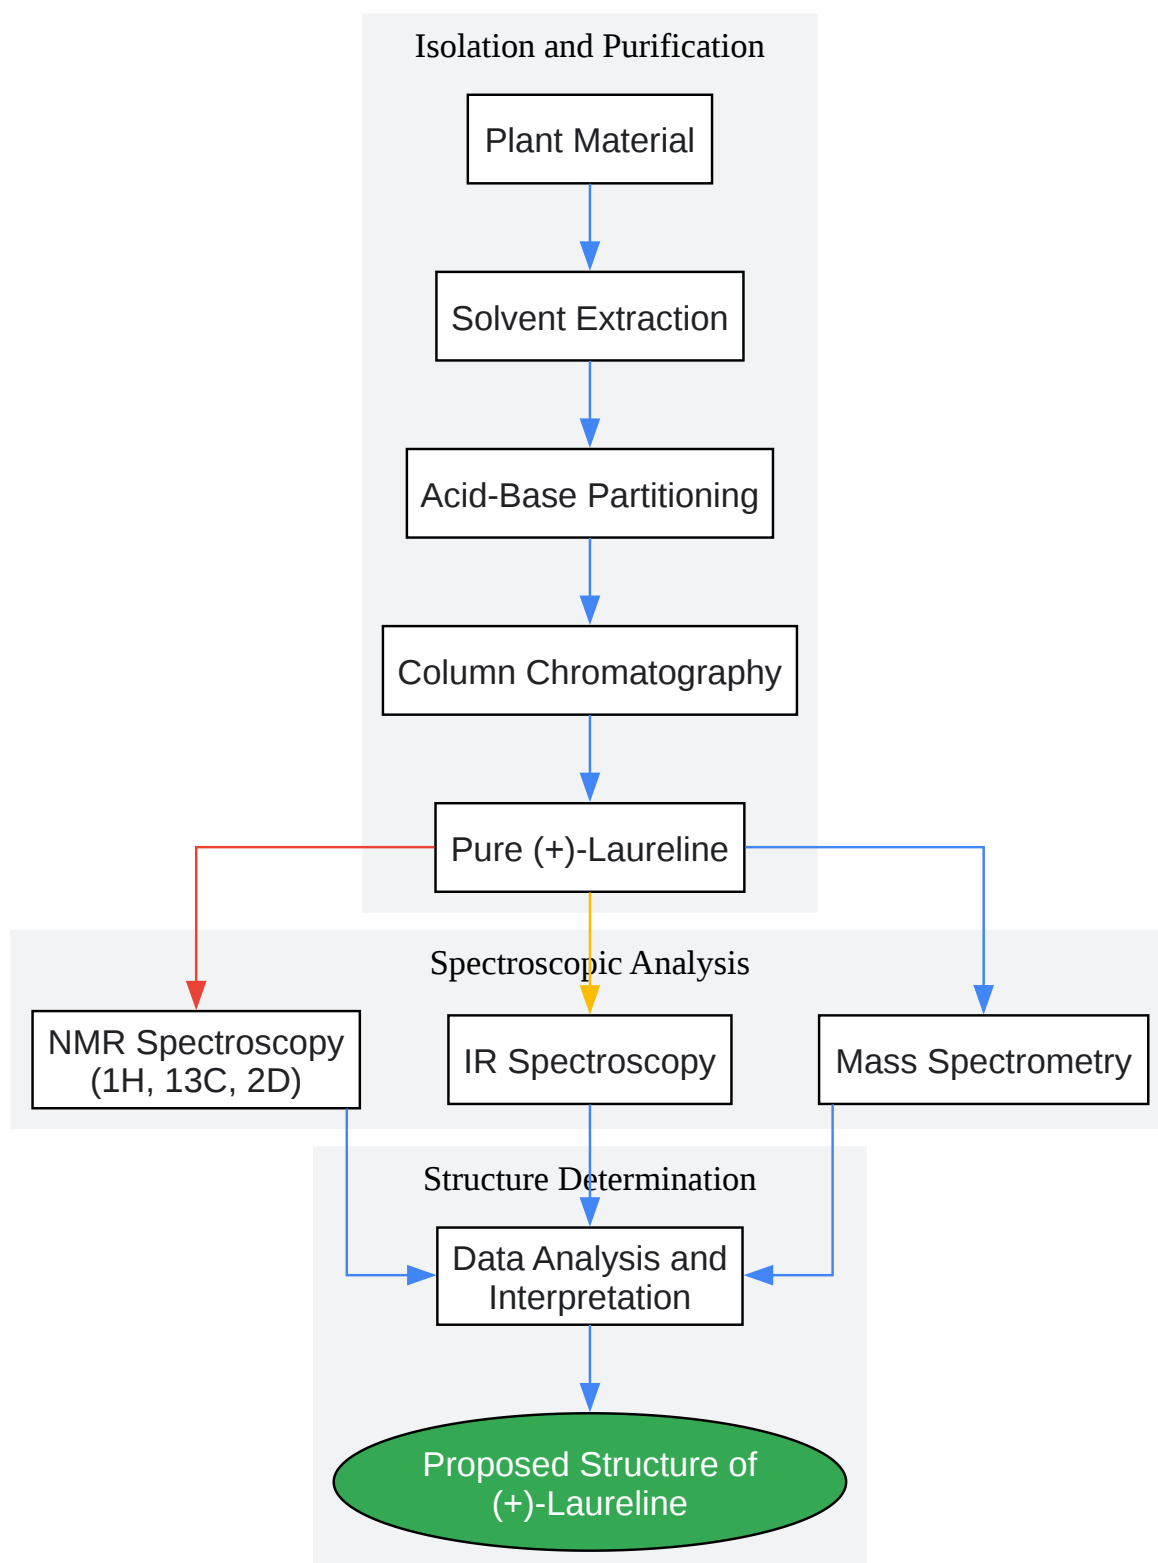 Isolation and Purification
Plant Material
Solvent Extraction
Acid-Base Partitioning
Column Chromatography
Pure (+)-Laureline
Spectroscopic Analysis
NMR Spectroscopy
(1H, 13C, 2D)
IR Spectroscopy
Mass Spectrometry
Structure Determination
Data Analysis and
Interpretation
Proposed Structure of
(+)-Laureline